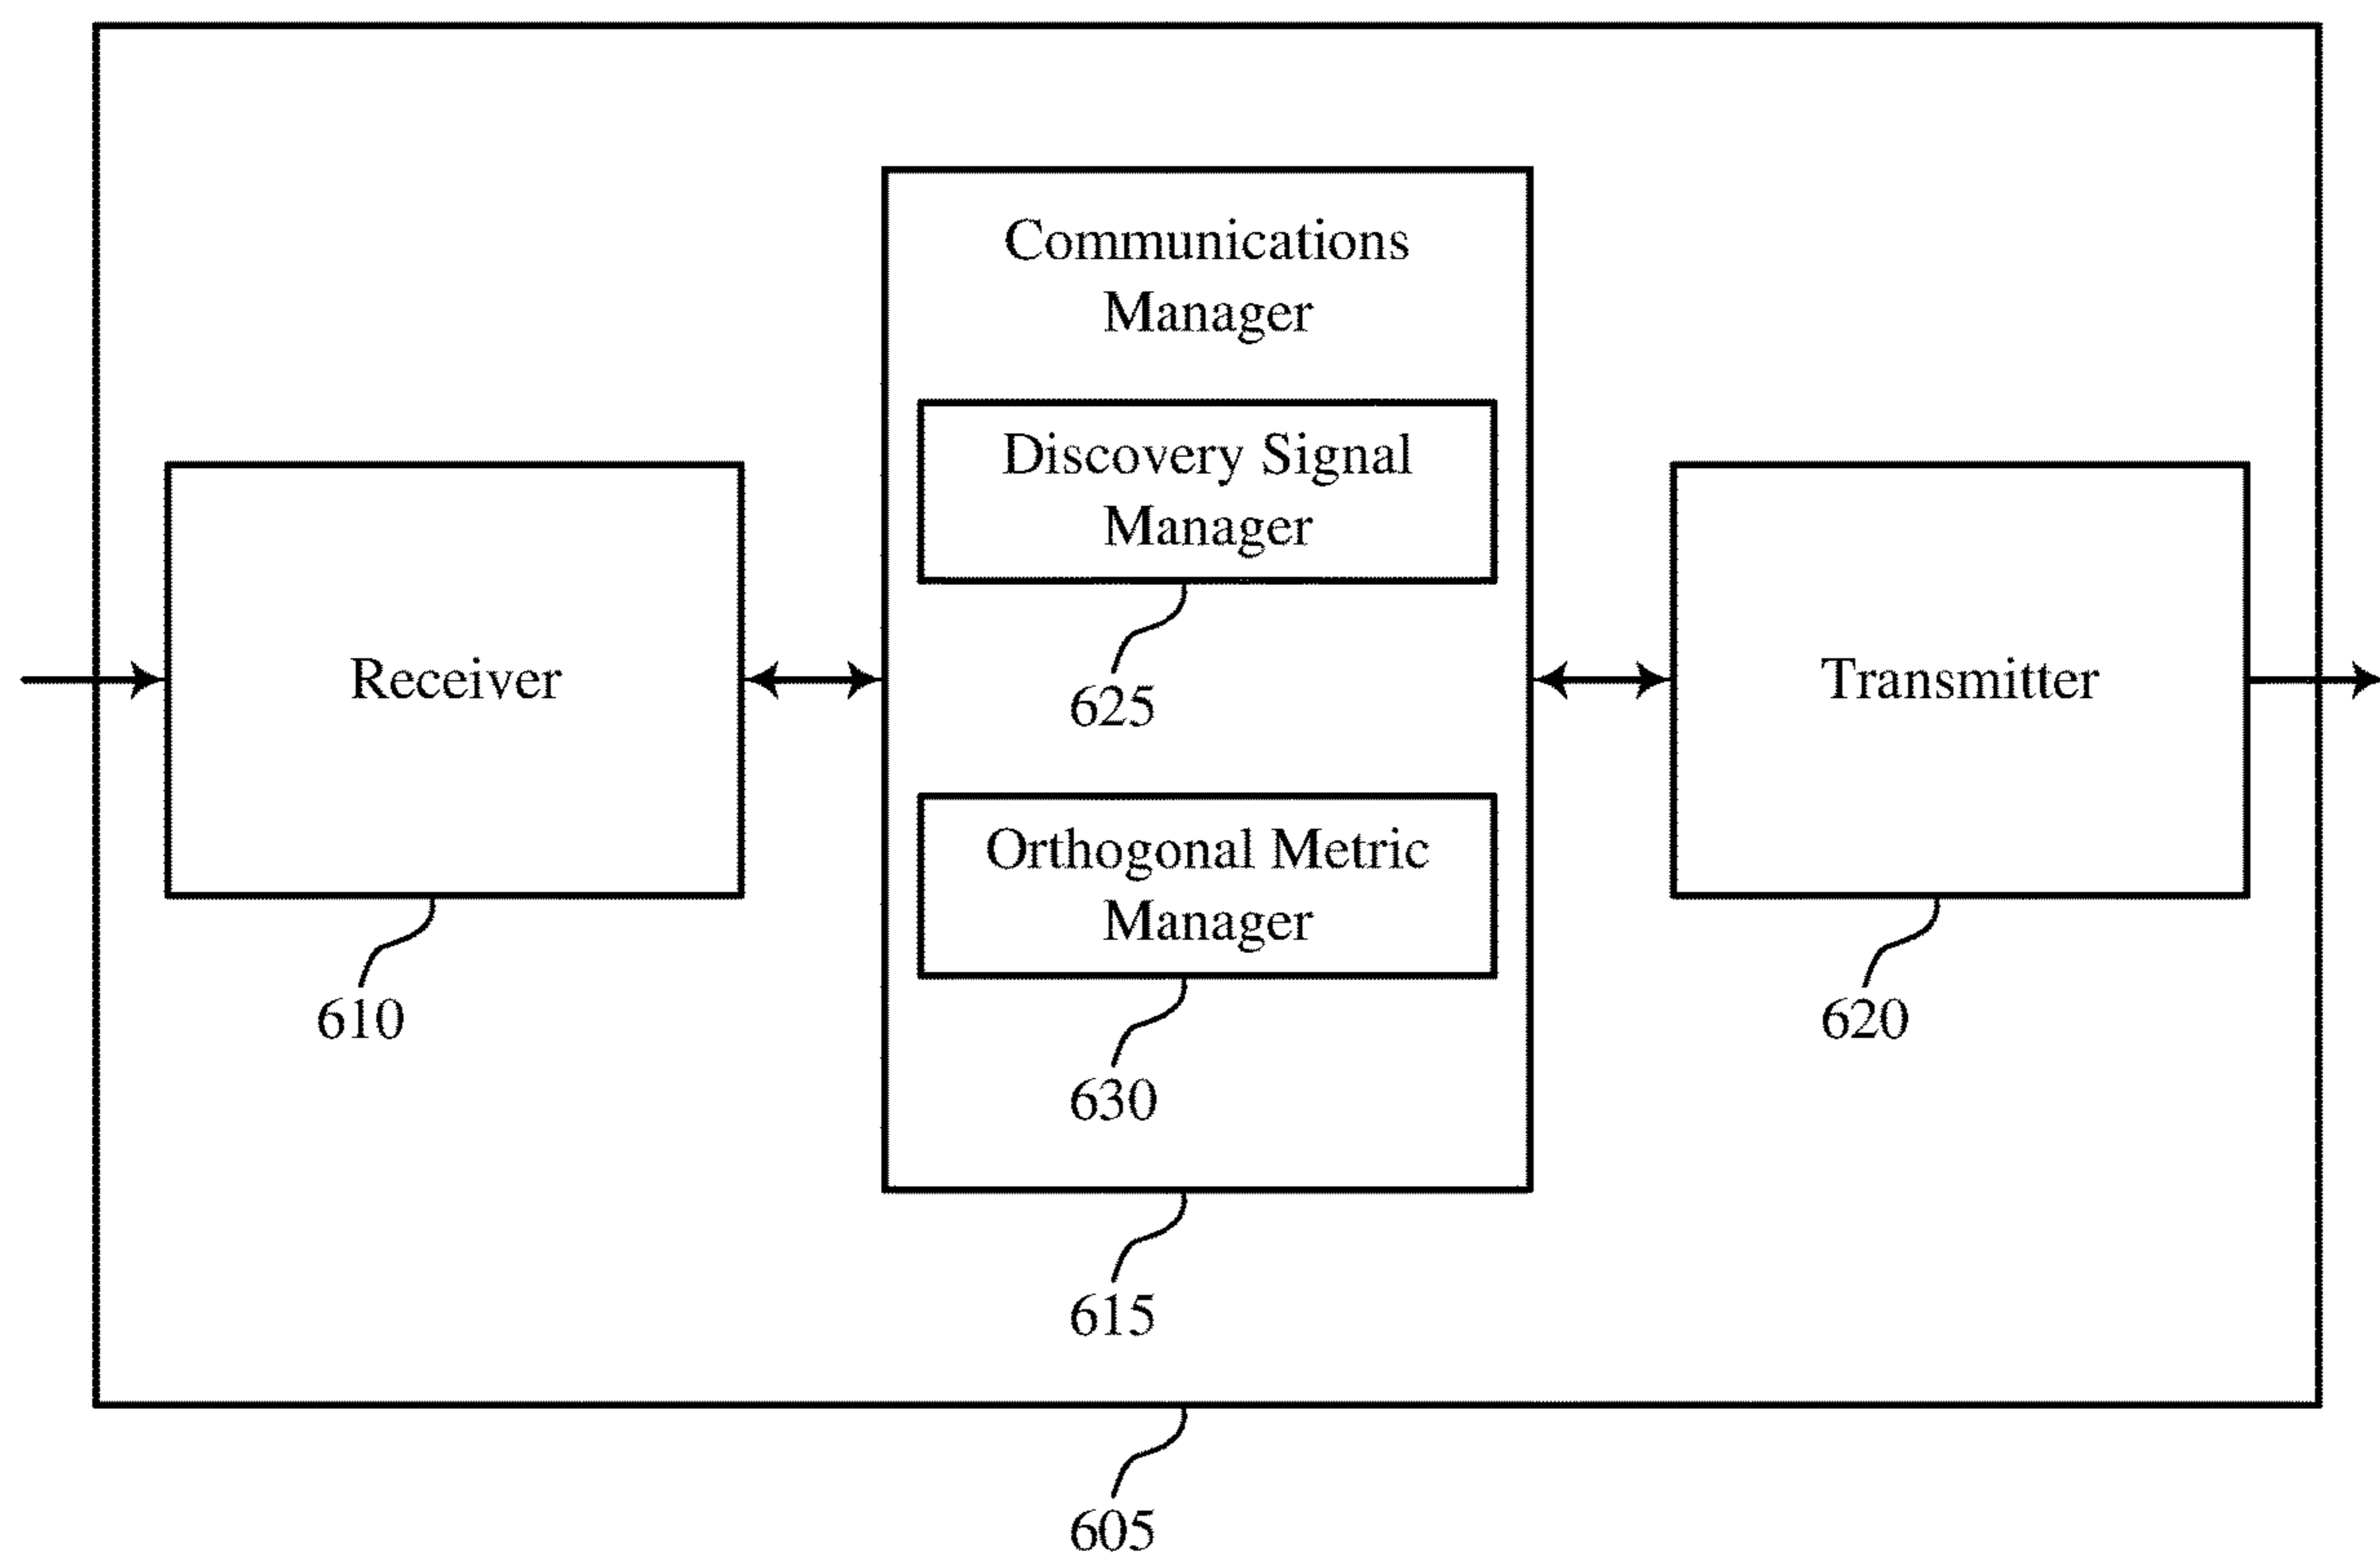 Communications
Manager
Discovery Signal
Manager
625
Receiver
610
Orthogonal Metric
Manager
630
Transmitter
620
615
605